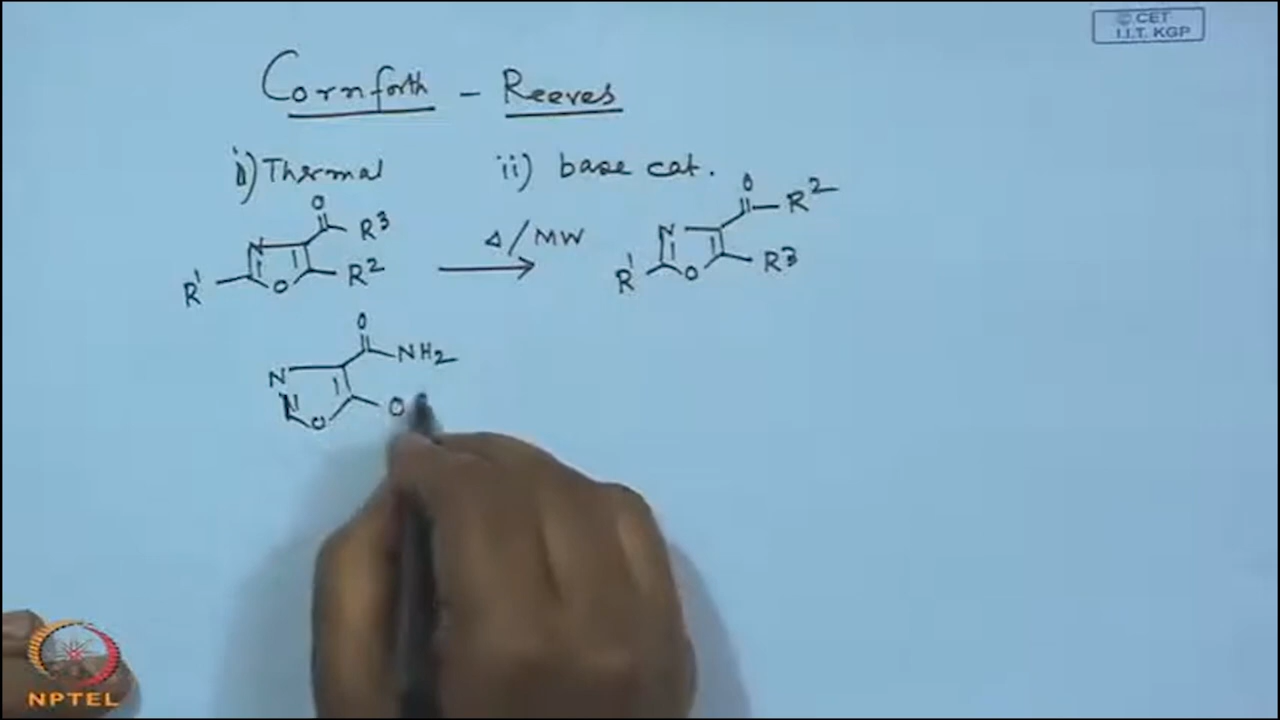 © CET
I.I.T. KGP
Cornforth - Reeves
i) Thermal ii) base cat.
O
R³
N
R²
O
R¹
Δ/MW
O
R²
N
R³
O
R¹
O
NH2
N
O
O
NPTEL